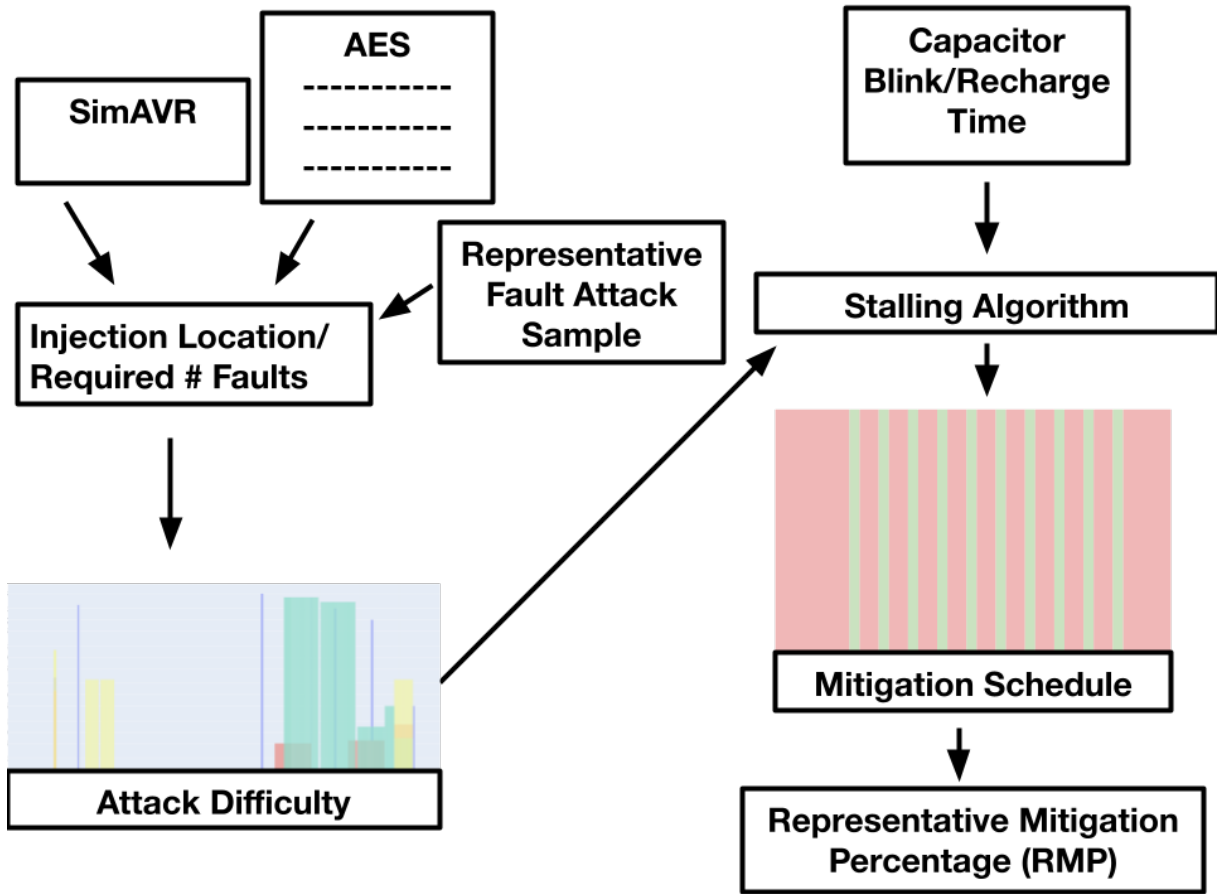 SimAVR
AES
Representative
Fault Attack
Sample
Injection Location/
Required # Faults
Attack Difficulty
Capacitor
Blink/Recharge
Time
Stalling Algorithm
Mitigation Schedule
Representative Mitigation
Percentage (RMP)